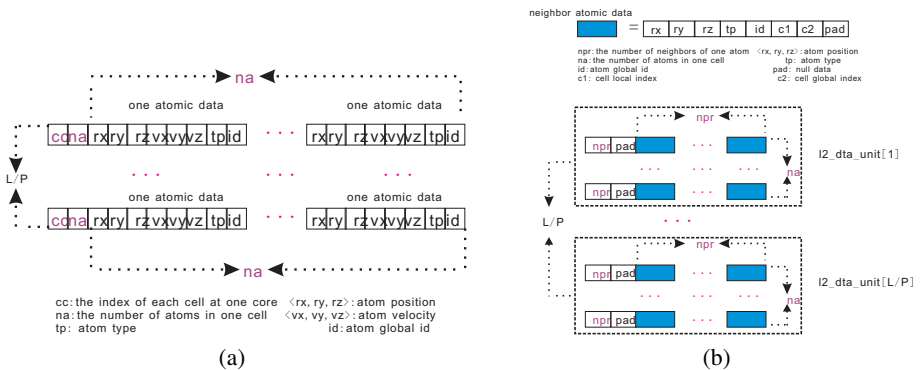 na
one atomic data one atomic data
cc na rx ry rz vx vy vz tp id ... rx ry rz vx vy vz tp id
... ...
L/P
one atomic data one atomic data
cc na rx ry rz vx vy vz tp id ... rx ry rz vx vy vz tp id
na
cc:the index of each cell at one core <rx, ry, rz>:atom position
na:the number of atoms in one cell <vx, vy, vz>:atom velocity
tp: atom type id:atom global id
(a)
neighbor atomic data
= rx ry rz tp id c1 c2 pad
npr:the number of neighbors of one atom <rx, ry, rz>:atom position
na:the number of atoms in one cell tp: atom type
id:atom global id pad: null data
c1: cell local index c2: cell global index
npr
npr pad ...
... na l2_dta_unit[1]
npr pad ...
L/P
...
npr
npr pad ...
... na l2_dta_unit[L/P]
npr pad ...
(b)